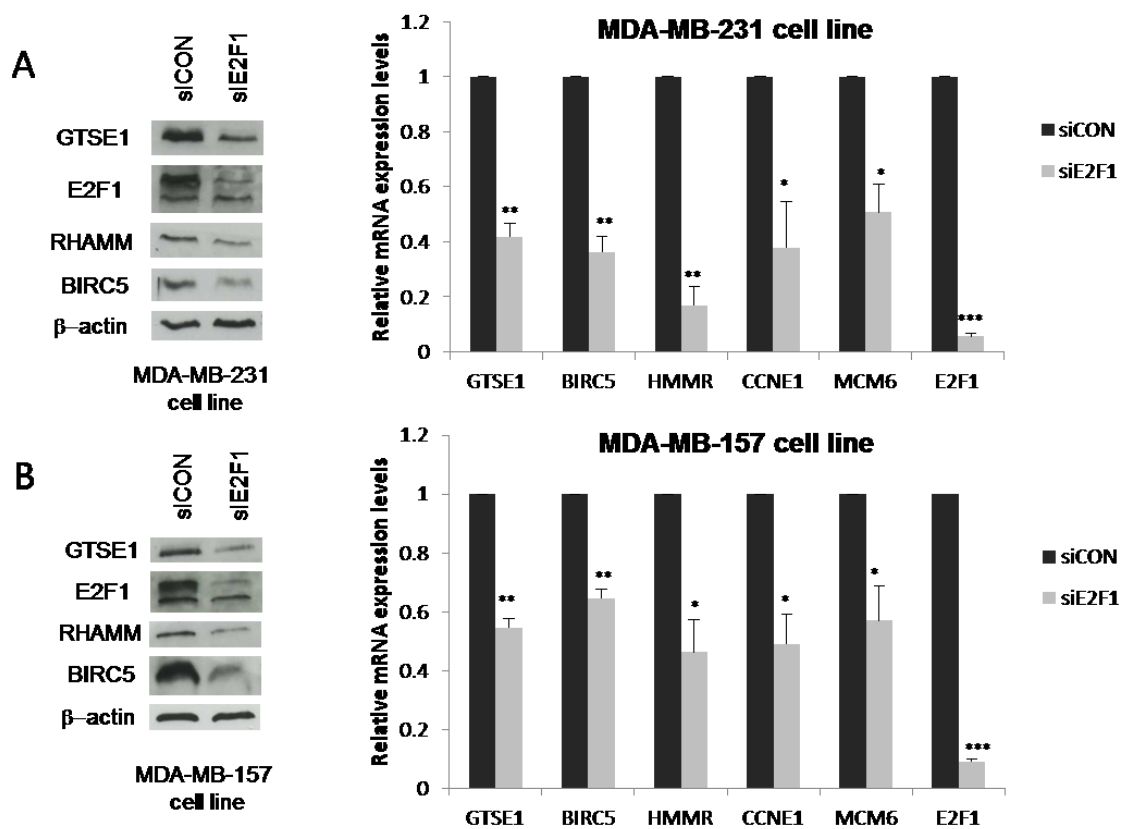 A
siCON
siE2F1
GTSE1
E2F1
RHAMM
BIRC5
β–actin
MDA-MB-231
cell line
MDA-MB-231 cell line
Relative mRNA expression levels
1.2
1
0.8
0.6
0.4
0.2
0
** ** ** * * ***
GTSE1 BIRC5 HMMR CCNE1 MCM6 E2F1
siCON
siE2F1
B
siCON
siE2F1
GTSE1
E2F1
RHAMM
BIRC5
β–actin
MDA-MB-157
cell line
MDA-MB-157 cell line
Relative mRNA expression levels
1.2
1
0.8
0.6
0.4
0.2
0
** ** * * * ***
GTSE1 BIRC5 HMMR CCNE1 MCM6 E2F1
siCON
siE2F1